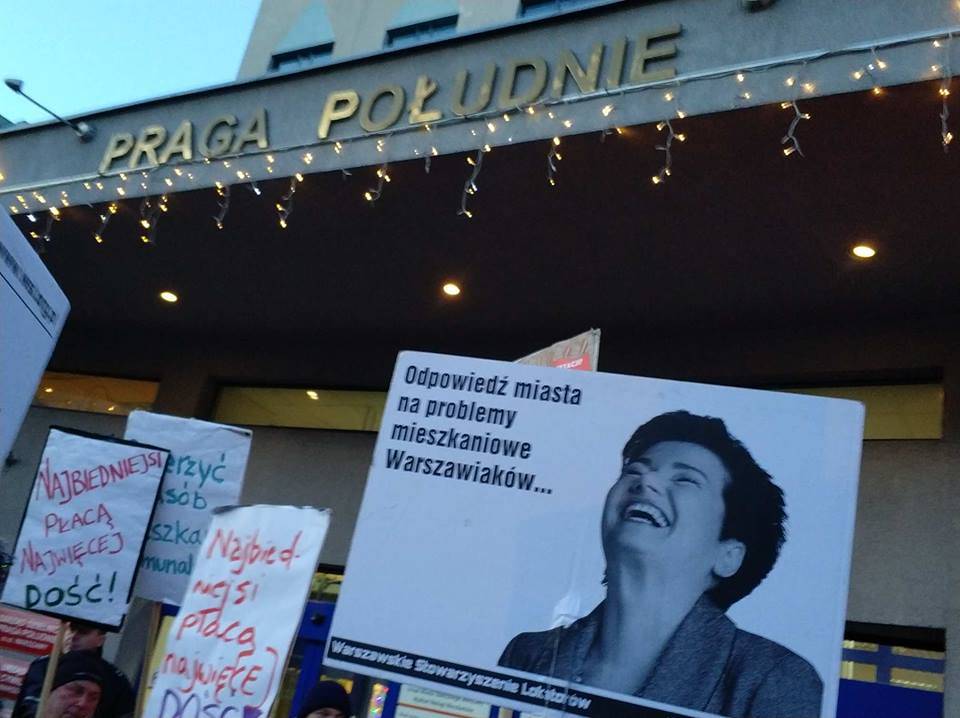 PRAGA POŁUDNIE
Odpowiedź miasta
na problemy
mieszkaniowe
Warszawiaków...
Warszawskie Stowarzyszenie Lokatorów
NAJBIEDNIEJSI
PŁACĄ
NAJWIĘCEJ
DOŚĆ!
Najbied-
niejsi
płacą
najwięcej
DOŚĆ